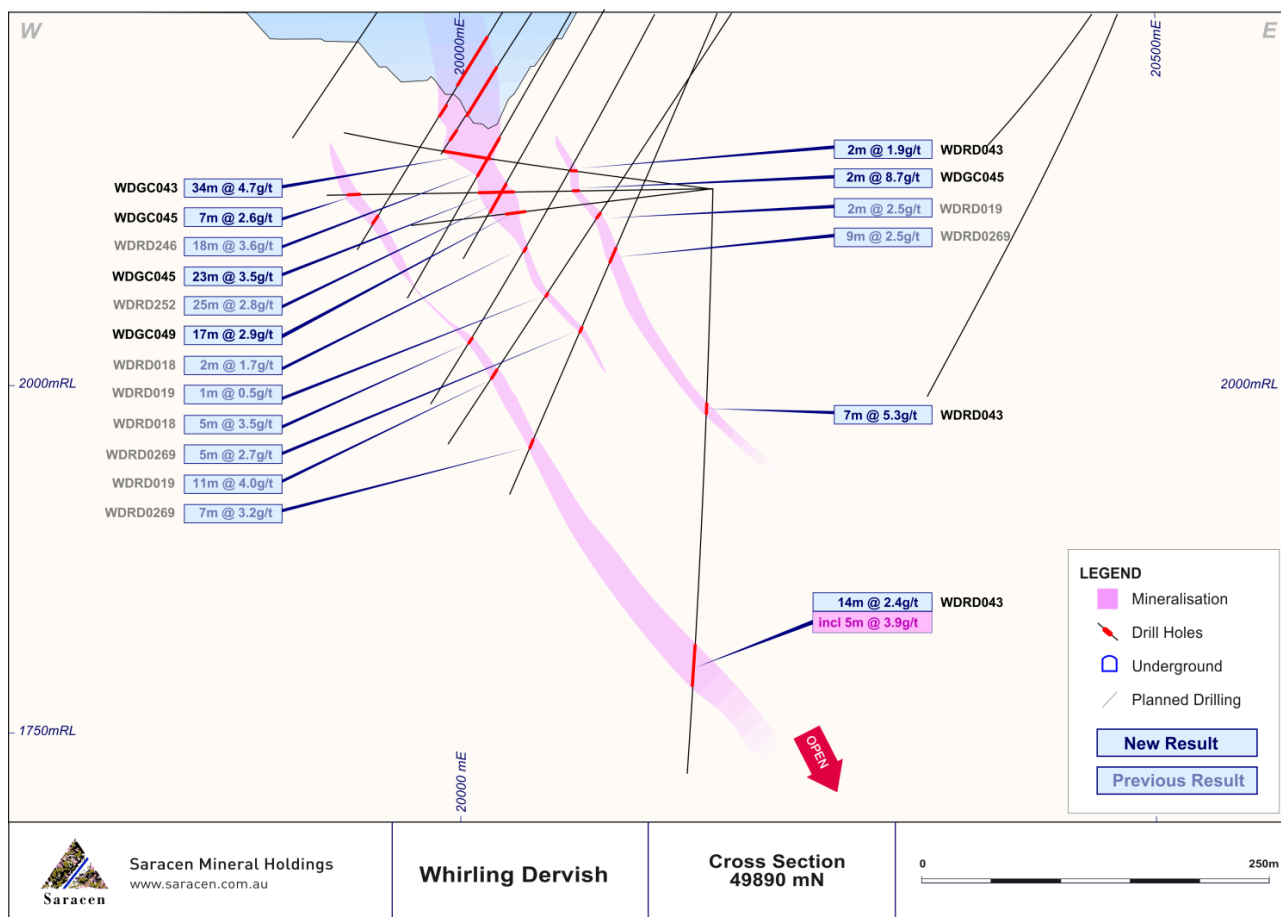 W
20000mE
20500mE
E
2m @ 1.9g/t WDRD043
2m @ 8.7g/t WDGC045
2m @ 2.5g/t WDRD019
9m @ 2.5g/t WDRD0269
WDGC043 34m @ 4.7g/t
WDGC045 7m @ 2.6g/t
WDRD246 18m @ 3.6g/t
WDGC045 23m @ 3.5g/t
WDRD252 25m @ 2.8g/t
WDGC049 17m @ 2.9g/t
WDRD018 2m @ 1.7g/t
WDRD019 1m @ 0.5g/t
WDRD018 5m @ 3.5g/t
WDRD0269 5m @ 2.7g/t
WDRD019 11m @ 4.0g/t
WDRD0269 7m @ 3.2g/t
2000mRL
2000mRL
7m @ 5.3g/t WDRD043
14m @ 2.4g/t WDRD043
incl 5m @ 3.9g/t
1750mRL
OPEN
20000 mE
LEGEND
Mineralisation
Drill Holes
Underground
Planned Drilling
New Result
Previous Result
Saracen
Saracen Mineral Holdings
www.saracen.com.au
Whirling Dervish
Cross Section
49890 mN
0
250m